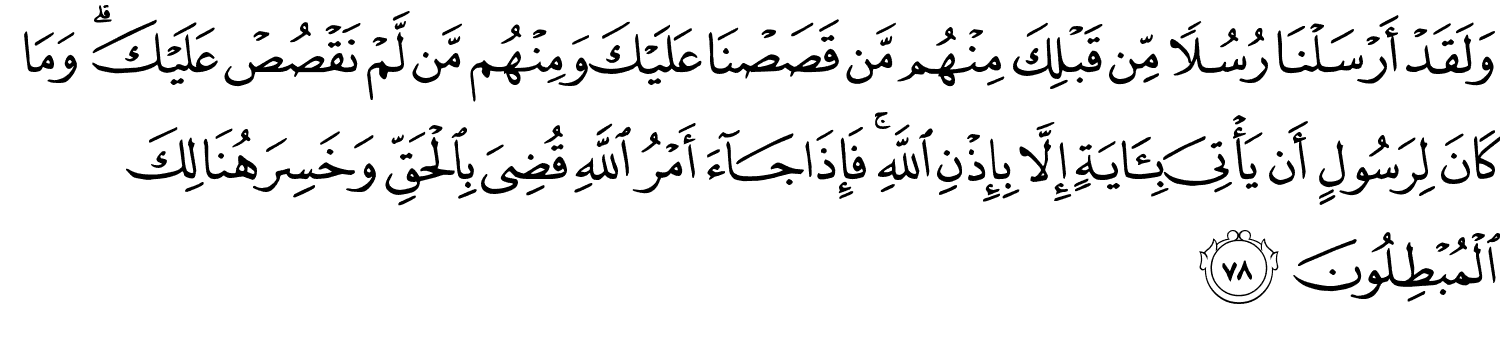 وَلَقَدۡ أَرۡسَلۡنَا رُسُلًا مِّن قَبۡلِكَ مِنۡهُم مَّن قَصَصۡنَا عَلَيۡكَ وَمِنۡهُم مَّن لَّمۡ نَقۡصُصۡ عَلَيۡكَۗ وَمَا
كَانَ لِرَسُولٍ أَن يَأۡتِيَ بِـَٔايَةٍ إِلَّا بِإِذۡنِ ٱللَّهِۚ فَإِذَا جَآءَ أَمۡرُ ٱللَّهِ قُضِيَ بِٱلۡحَقِّ وَخَسِرَ هُنَالِكَ
ٱلۡمُبۡطِلُونَ ٧٨